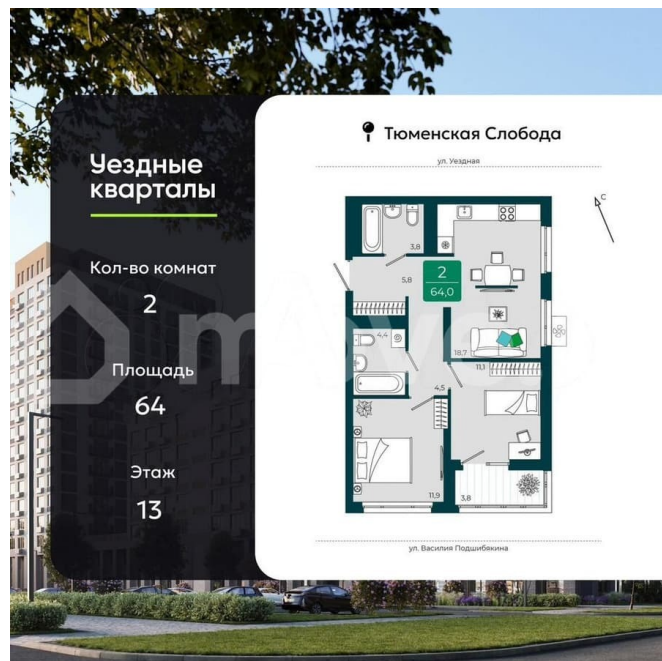 Уездные
кварталы
Кол-во комнат
2
Площадь
64
Этаж
13
Тюменская Слобода
ул. Уездная
С
3,8
5,8
2
64,0
4,4
18,7
11,1
4,5
11,9
3,8
ул. Василия Подшибякина